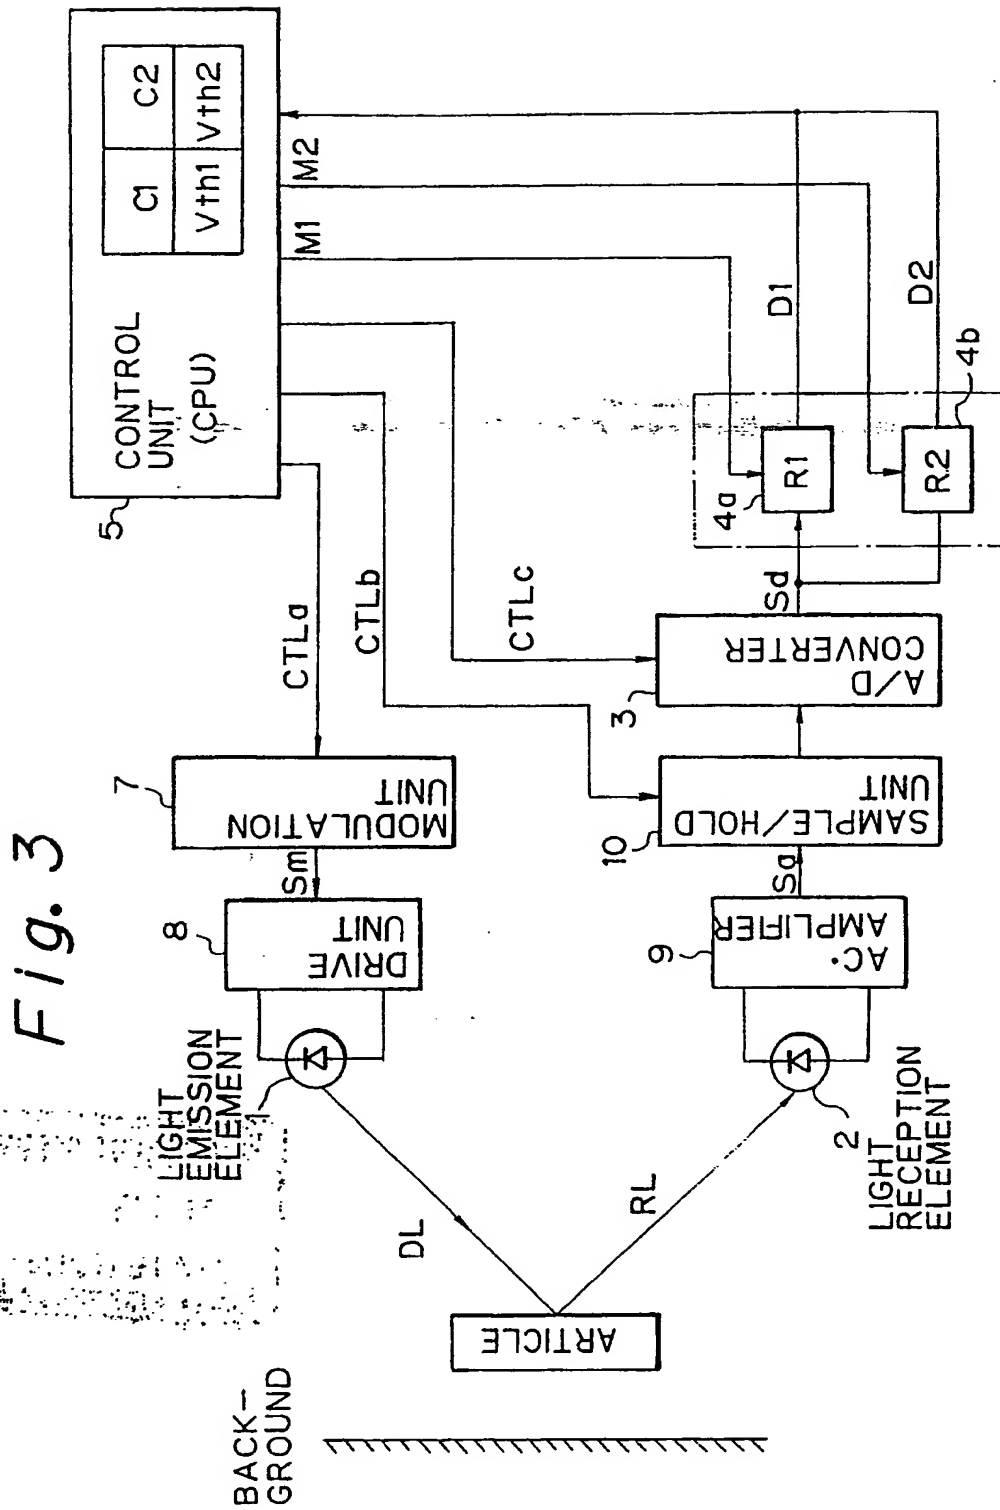 Fig. 3
BACK-
GROUND
ARTICLE
DL
RL
LIGHT
EMISSION
ELEMENT
1
8
DRIVE
UNIT
Sm
7
MODULATION
UNIT
CTLa
CTLb
CTLc
5
CONTROL
UNIT
(CPU)
C1
C2
Vth1
Vth2
M1
M2
2
LIGHT
RECEPTION
ELEMENT
9
AC
AMPLIFIER
Sa
10
SAMPLE/HOLD
UNIT
3
A/D
CONVERTER
Sd
4a
R1
D1
R2
4b
D2